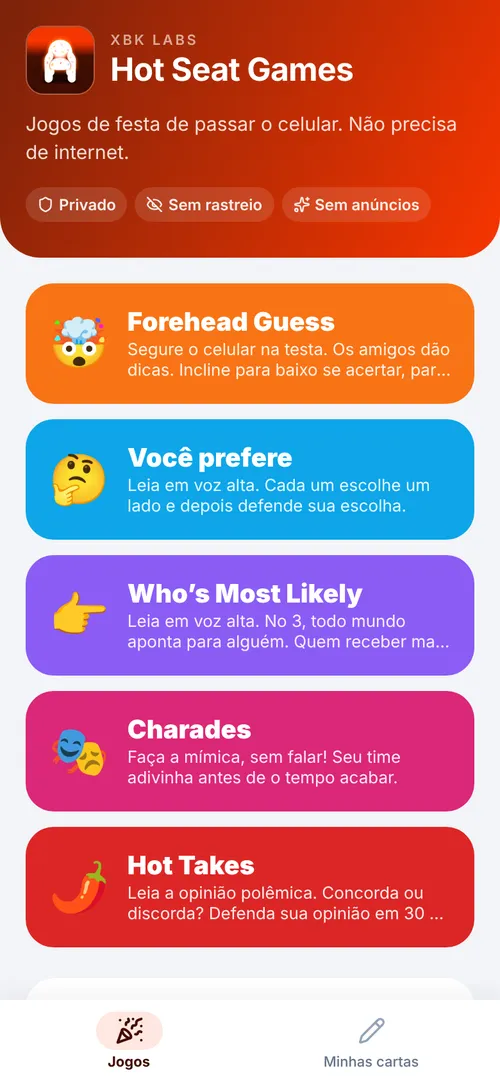 XBK LABS
Hot Seat Games
Jogos de festa de passar o celular. Não precisa
de internet.
Privado
Sem rastreio
Sem anúncios
Forehead Guess
Segure o celular na testa. Os amigos dão
dicas. Incline para baixo se acertar, par...
Você prefere
Leia em voz alta. Cada um escolhe um
lado e depois defende sua escolha.
Who’s Most Likely
Leia em voz alta. No 3, todo mundo
aponta para alguém. Quem receber ma...
Charades
Faça a mímica, sem falar! Seu time
adivinha antes de o tempo acabar.
Hot Takes
Leia a opinião polêmica. Concorda ou
discorda? Defenda sua opinião em 30 ...
Jogos
Minhas cartas